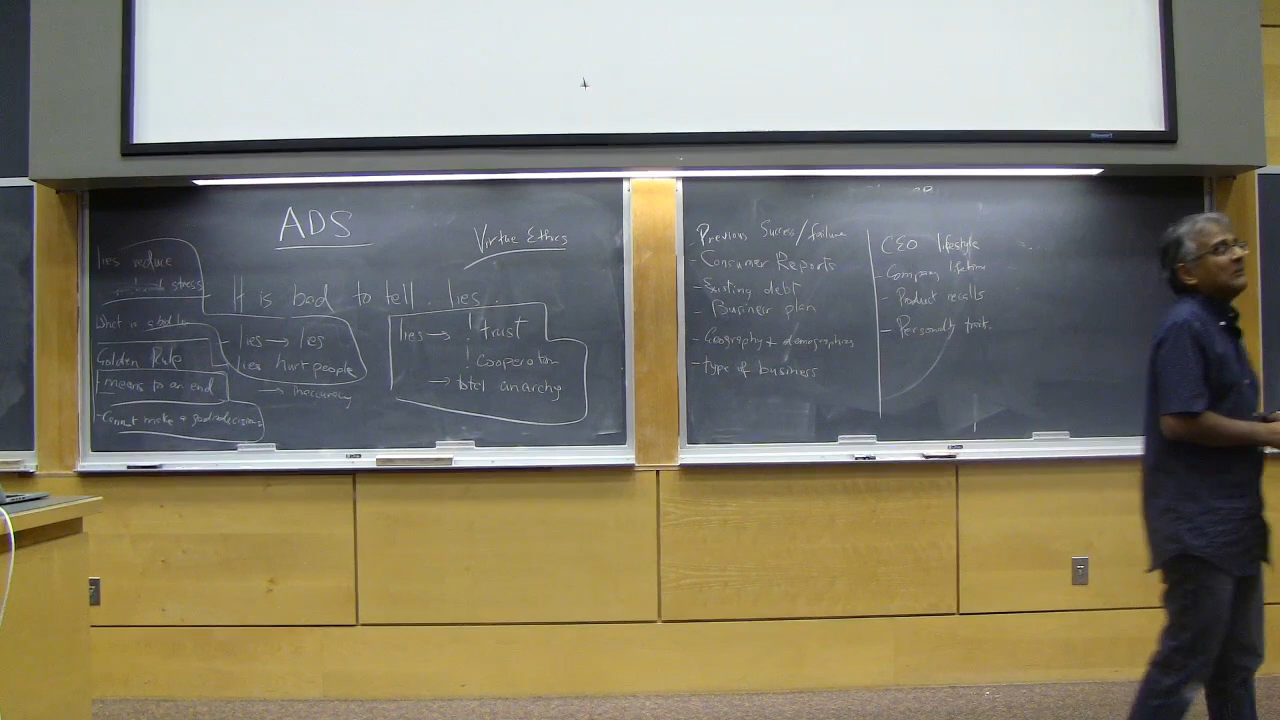 ADS
Virtue Ethics
lies reduce
stress
It is bad to tell lies.
What is
Golden Rule
means to an end
- Cannot make a good decisions
- lies → lies
lies hurt people
→ inaccuracy
lies → ! trust
! cooperation
→ total anarchy
- Previous Success/failure
- Consumer Reports
- Existing debt
- Business plan
- Geography + demographics
- type of business
CEO lifestyle
- Company lifetime
- Product recalls
- Personality trait.